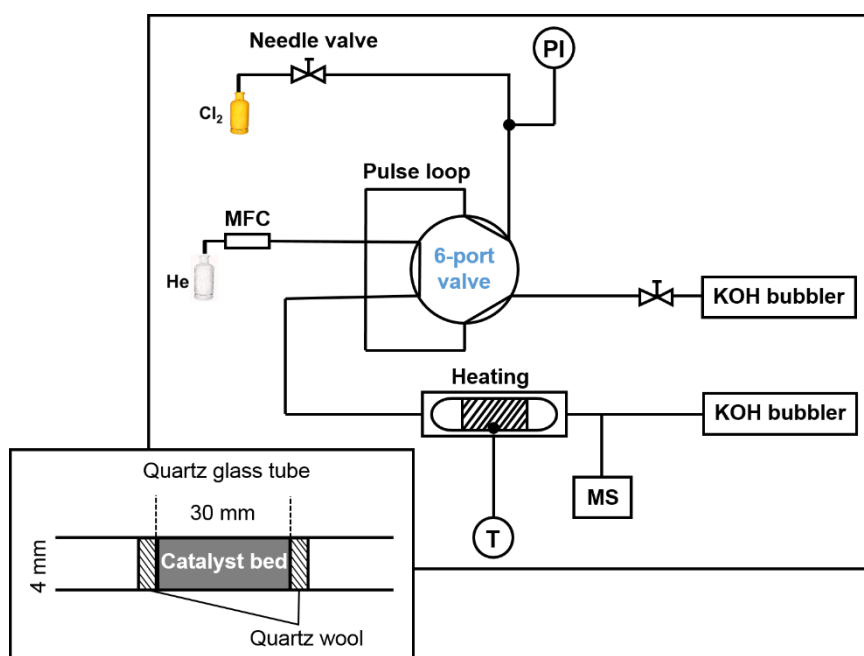 Needle valve
PI
Cl₂
Pulse loop
MFC
6-port
valve
He
KOH bubbler
Heating
KOH bubbler
MS
T
Quartz glass tube
30 mm
Catalyst bed
4 mm
Quartz wool